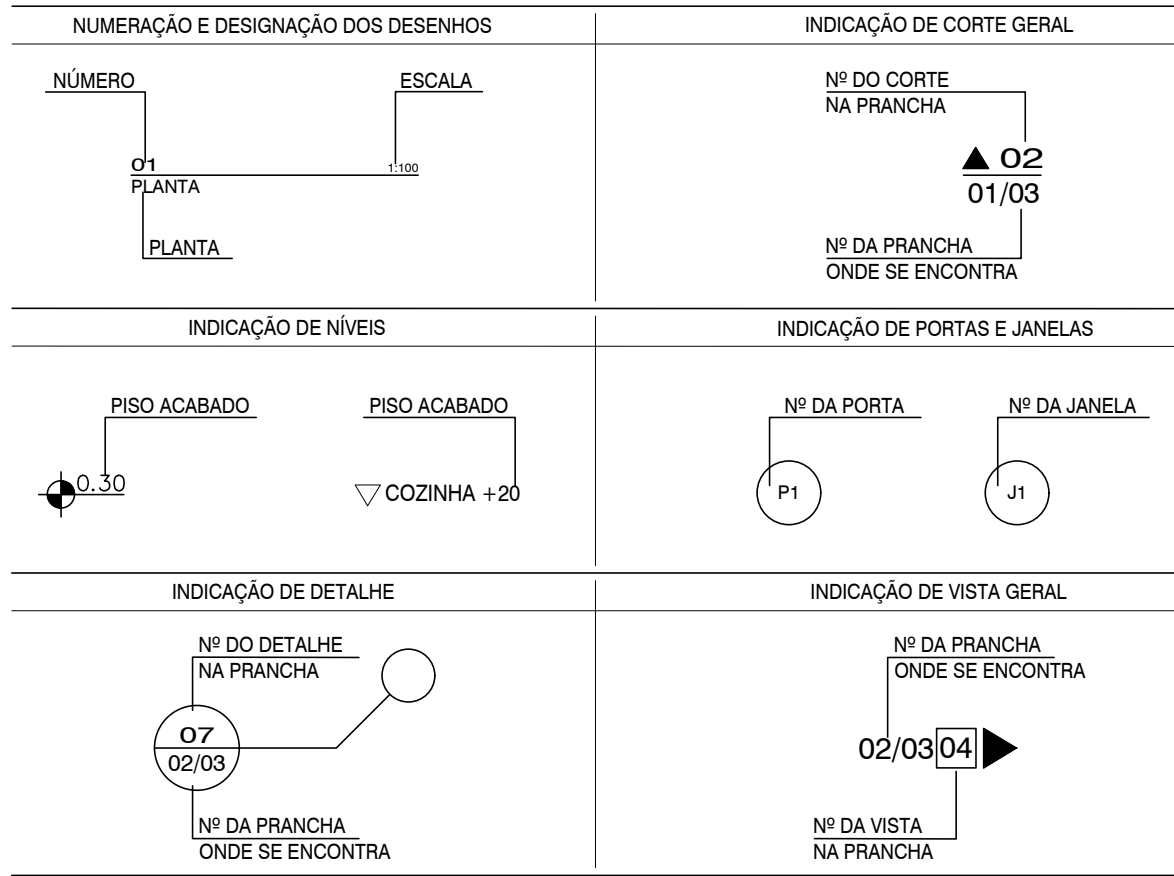 NUMERAÇÃO E DESIGNAÇÃO DOS DESENHOS
NÚMERO
ESCALA
01
1:100
PLANTA
PLANTA
INDICAÇÃO DE CORTE GERAL
Nº DO CORTE
NA PRANCHA
02
01/03
Nº DA PRANCHA
ONDE SE ENCONTRA
INDICAÇÃO DE NÍVEIS
PISO ACABADO
PISO ACABADO
0.30
COZINHA +20
INDICAÇÃO DE PORTAS E JANELAS
Nº DA PORTA
Nº DA JANELA
P1
J1
INDICAÇÃO DE DETALHE
Nº DO DETALHE
NA PRANCHA
07
02/03
Nº DA PRANCHA
ONDE SE ENCONTRA
INDICAÇÃO DE VISTA GERAL
Nº DA PRANCHA
ONDE SE ENCONTRA
02/03 04
Nº DA VISTA
NA PRANCHA